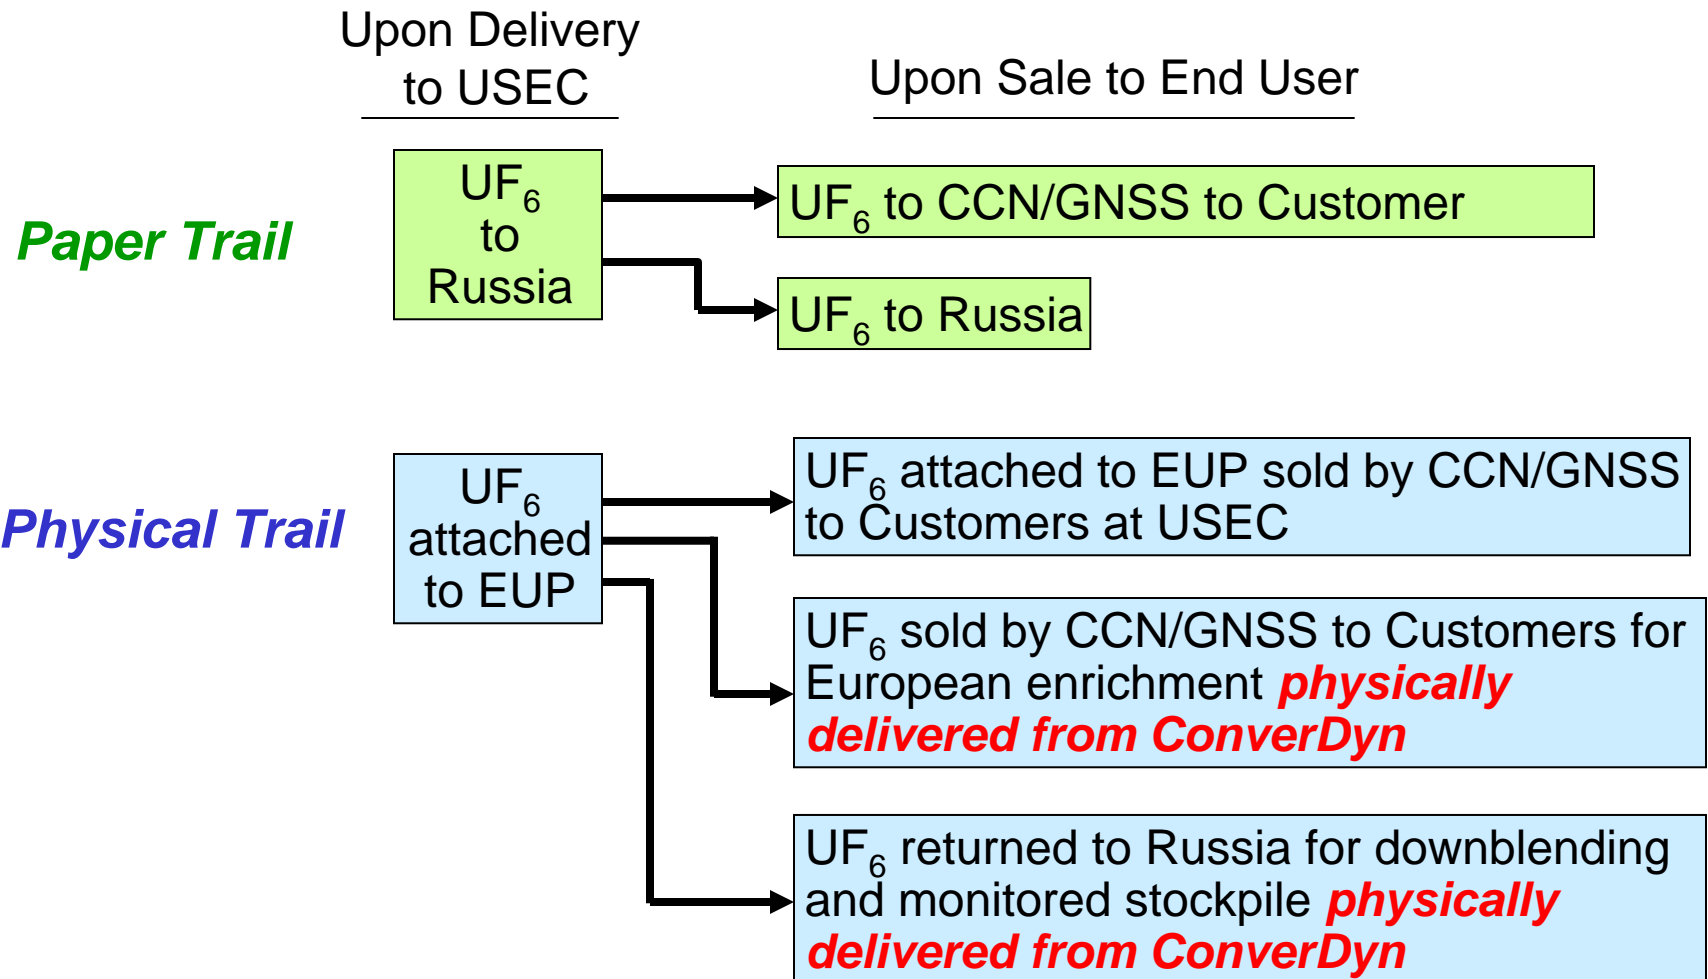 Upon Delivery
to USEC
Upon Sale to End User
Paper Trail
UF₆
to
Russia
UF₆ to CCN/GNSS to Customer
UF₆ to Russia
Physical Trail
UF₆
attached
to EUP
UF₆ attached to EUP sold by CCN/GNSS
to Customers at USEC
UF₆ sold by CCN/GNSS to Customers for
European enrichment physically
delivered from ConverDyn
UF₆ returned to Russia for downblending
and monitored stockpile physically
delivered from ConverDyn